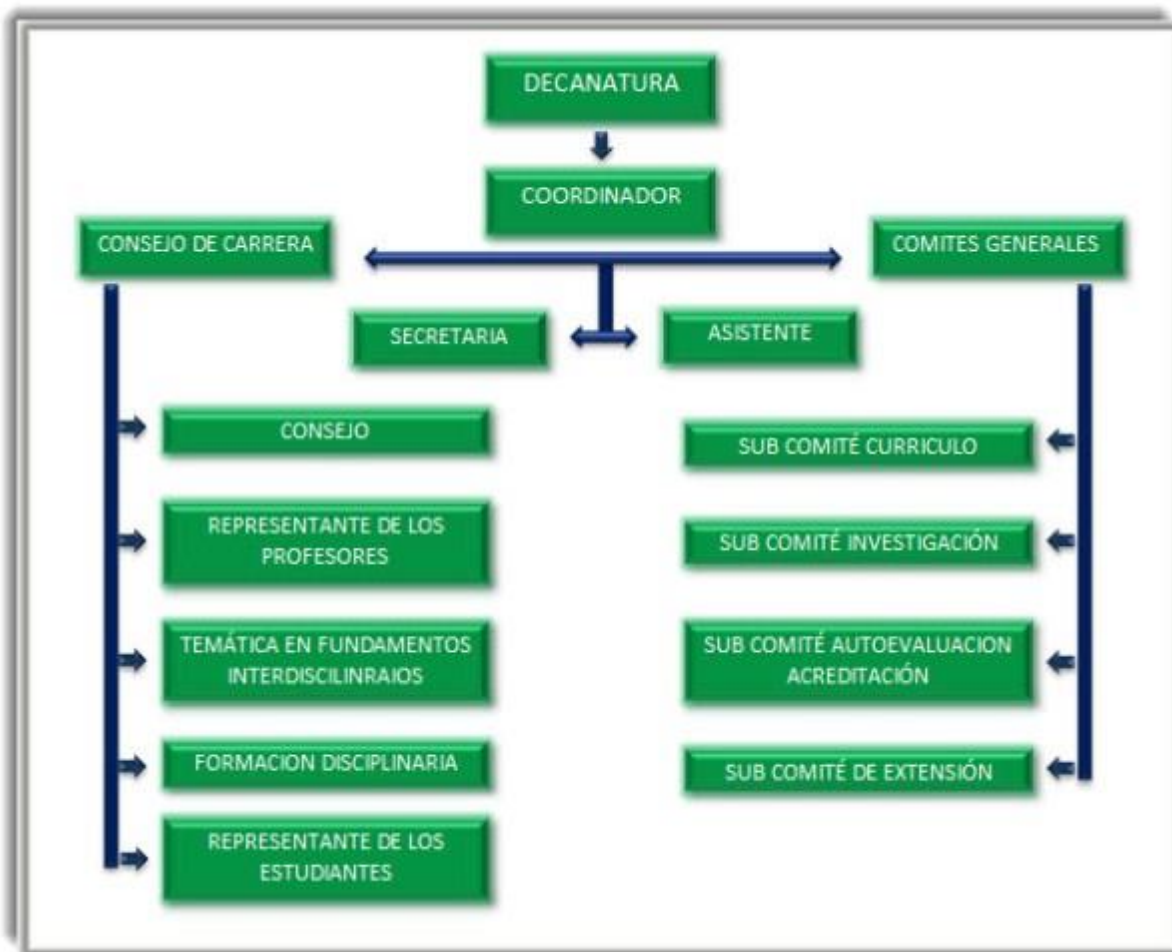 DECANATURA
COORDINADOR
CONSEJO DE CARRERA
COMITES GENERALES
SECRETARIA
ASISTENTE
CONSEJO
REPRESENTANTE DE LOS
PROFESORES
TEMÁTICA EN FUNDAMENTOS
INTERDISCILINRAIOS
FORMACION DISCIPLINARIA
REPRESENTANTE DE LOS
ESTUDIANTES
SUB COMITÉ CURRICULO
SUB COMITÉ INVESTIGACIÓN
SUB COMITÉ AUTOEVALUACION
ACREDITACIÓN
SUB COMITÉ DE EXTENSIÓN